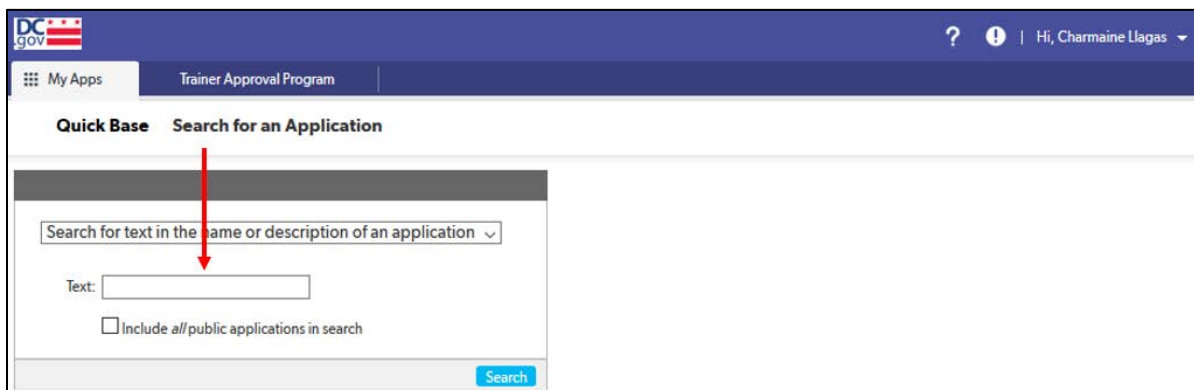 DC
.gov
? ! | Hi, Charmaine Llagas
My Apps Trainer Approval Program
Quick Base Search for an Application
Search for text in the name or description of an application
Text:
Include all public applications in search
Search